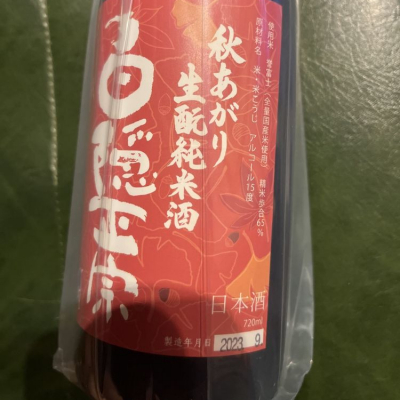 使用米 誉富士(全量国産米使用) 精米歩合65%
原材料名 米・米こうじ アルコール15度
秋あがり
生酛純米酒
白隠正宗
日本酒
720ml
製造年月日 2023 9